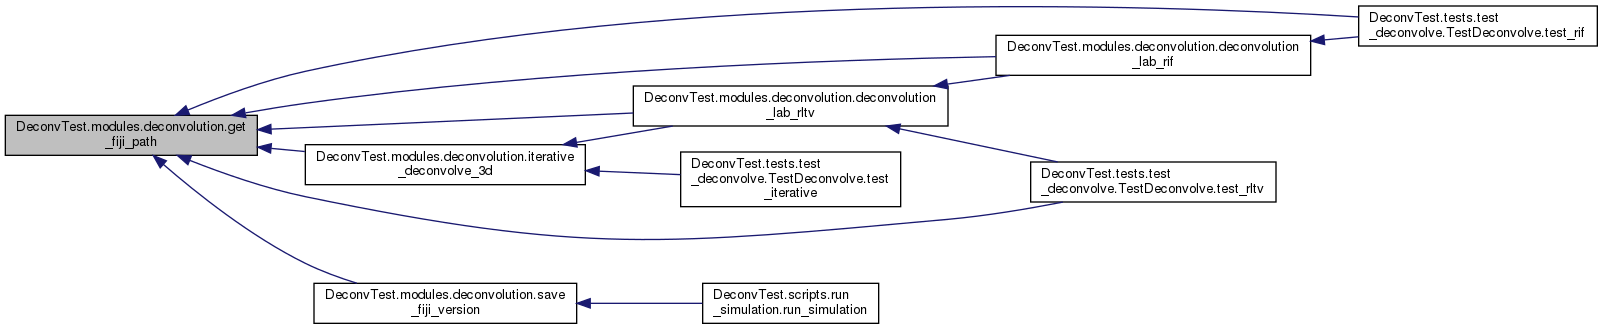 DeconvTest.modules.deconvolution.get
_fiji_path
DeconvTest.modules.deconvolution.iterative
_deconvolve_3d
DeconvTest.modules.deconvolution.save
_fiji_version
DeconvTest.modules.deconvolution.deconvolution
_lab_rltv
DeconvTest.tests.test
_deconvolve.TestDeconvolve.test
_iterative
DeconvTest.scripts.run
_simulation.run_simulation
DeconvTest.modules.deconvolution.deconvolution
_lab_rif
DeconvTest.tests.test
_deconvolve.TestDeconvolve.test_rltv
DeconvTest.tests.test
_deconvolve.TestDeconvolve.test_rif